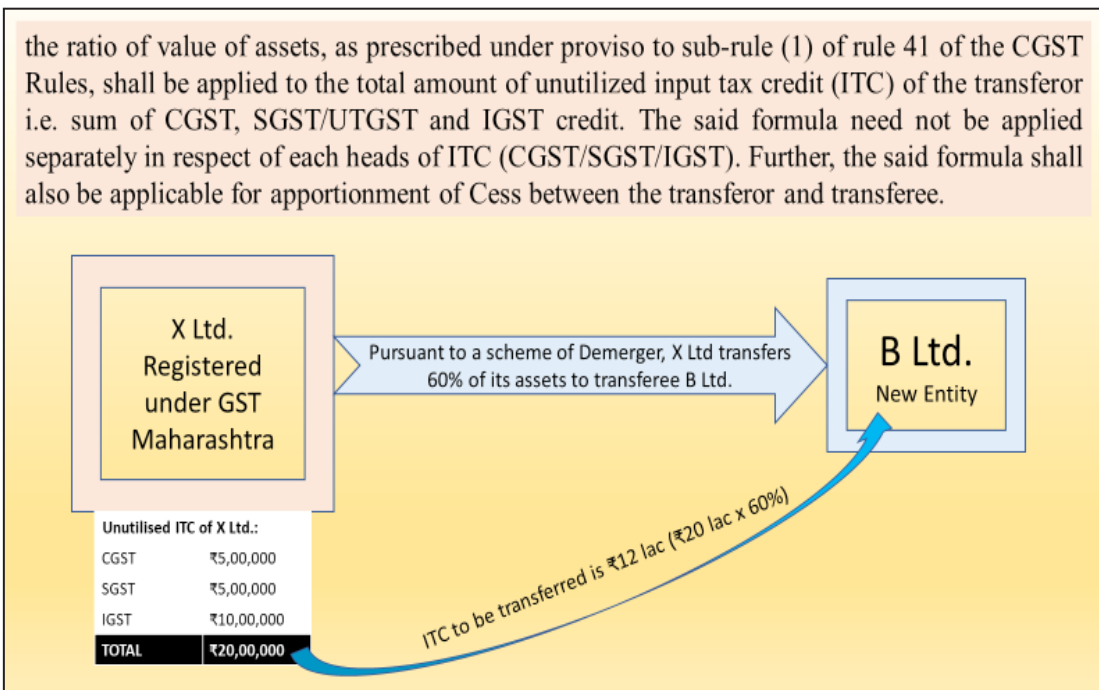 the ratio of value of assets, as prescribed under proviso to sub-rule (1) of rule 41 of the CGST
Rules, shall be applied to the total amount of unutilized input tax credit (ITC) of the transferor
i.e. sum of CGST, SGST/UTGST and IGST credit. The said formula need not be applied
separately in respect of each heads of ITC (CGST/SGST/IGST). Further, the said formula shall
also be applicable for apportionment of Cess between the transferor and transferee.
X Ltd.
Registered
under GST
Maharashtra
Pursuant to a scheme of Demerger, X Ltd transfers
60% of its assets to transferee B Ltd.
B Ltd.
New Entity
Unutilised ITC of X Ltd.:
CGST ₹5,00,000
SGST ₹5,00,000
IGST ₹10,00,000
TOTAL ₹20,00,000
ITC to be transferred is ₹12 lac (₹20 lac x 60%)